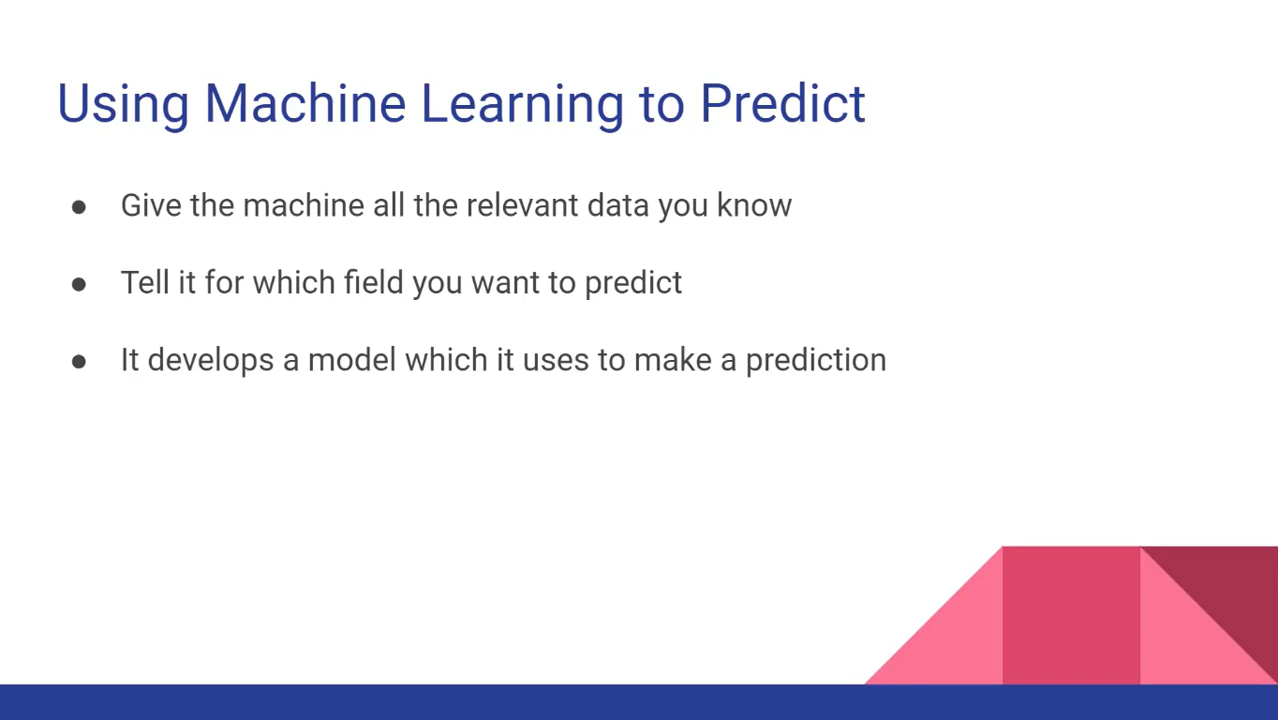 Using Machine Learning to Predict
● Give the machine all the relevant data you know
● Tell it for which field you want to predict
● It develops a model which it uses to make a prediction